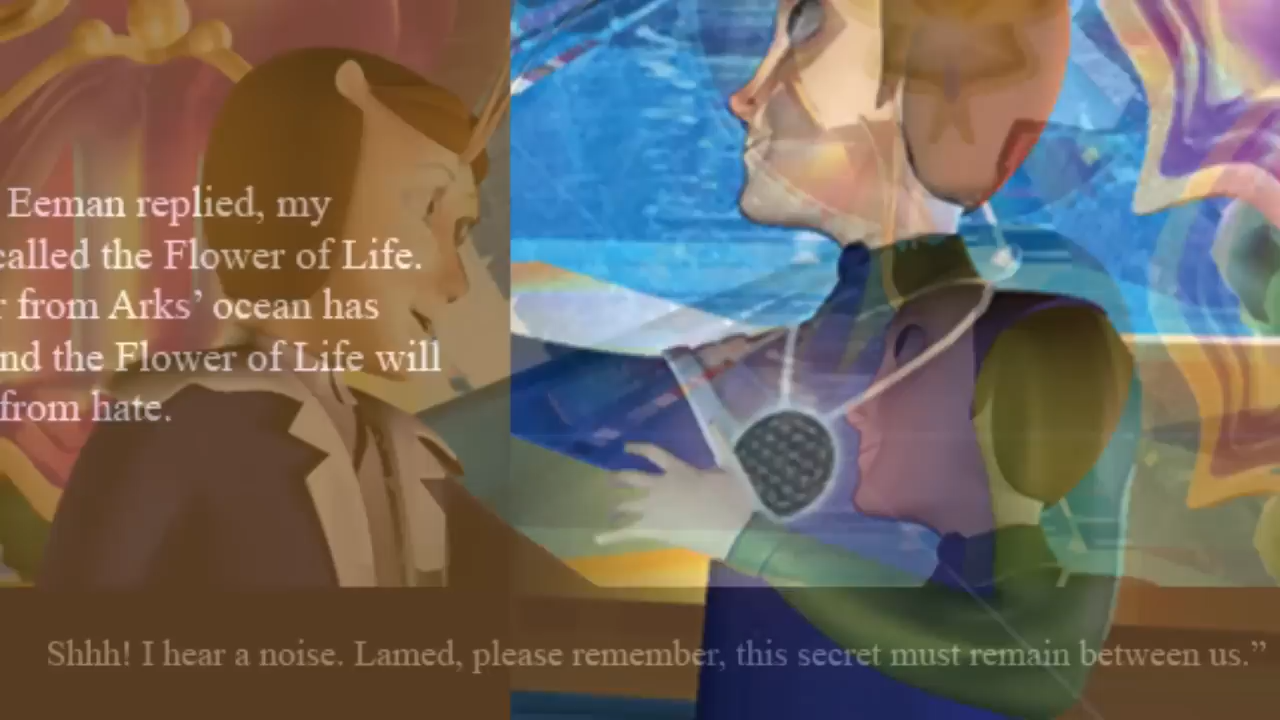 Eeman replied, my
called the Flower of Life.
from Arks’ ocean has
and the Flower of Life will
from hate.
Shhh! I hear a noise. Lamed, please remember, this secret must remain between us.”